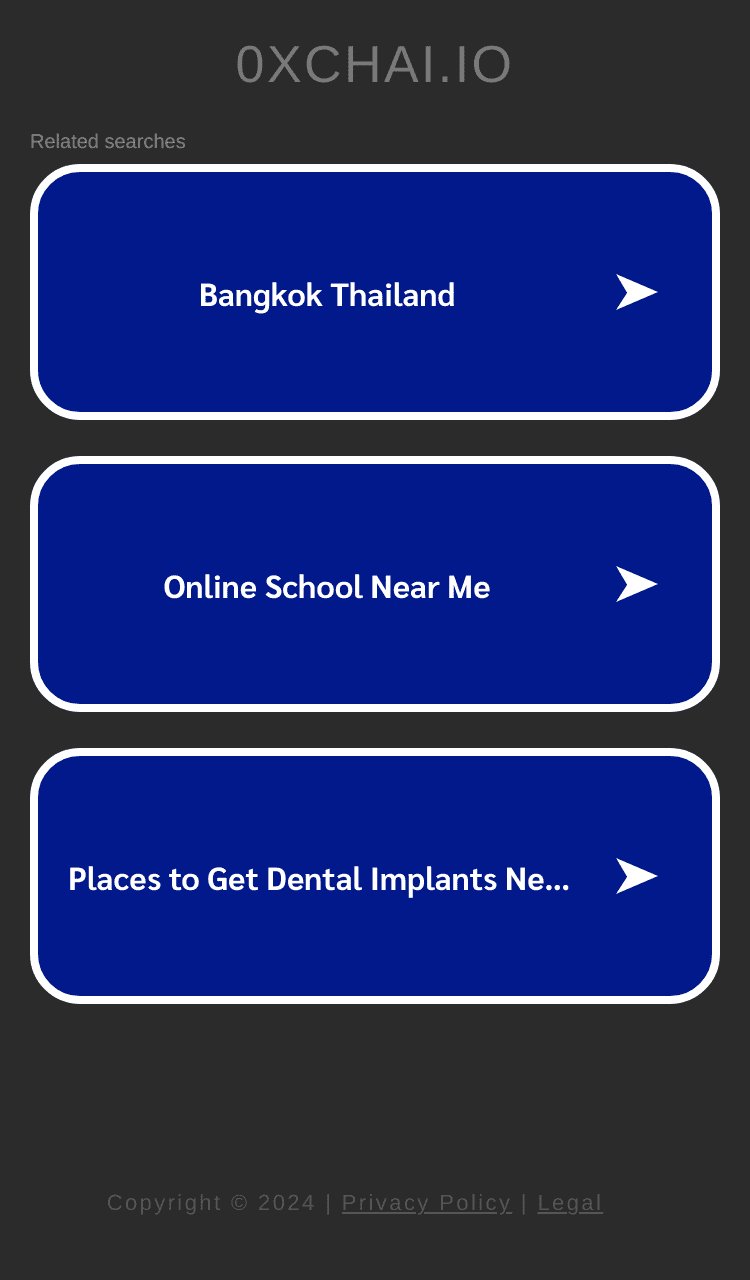 0XCHAI.IO
Related searches
Bangkok Thailand
Online School Near Me
Places to Get Dental Implants Ne...
Copyright © 2024 | Privacy Policy | Legal